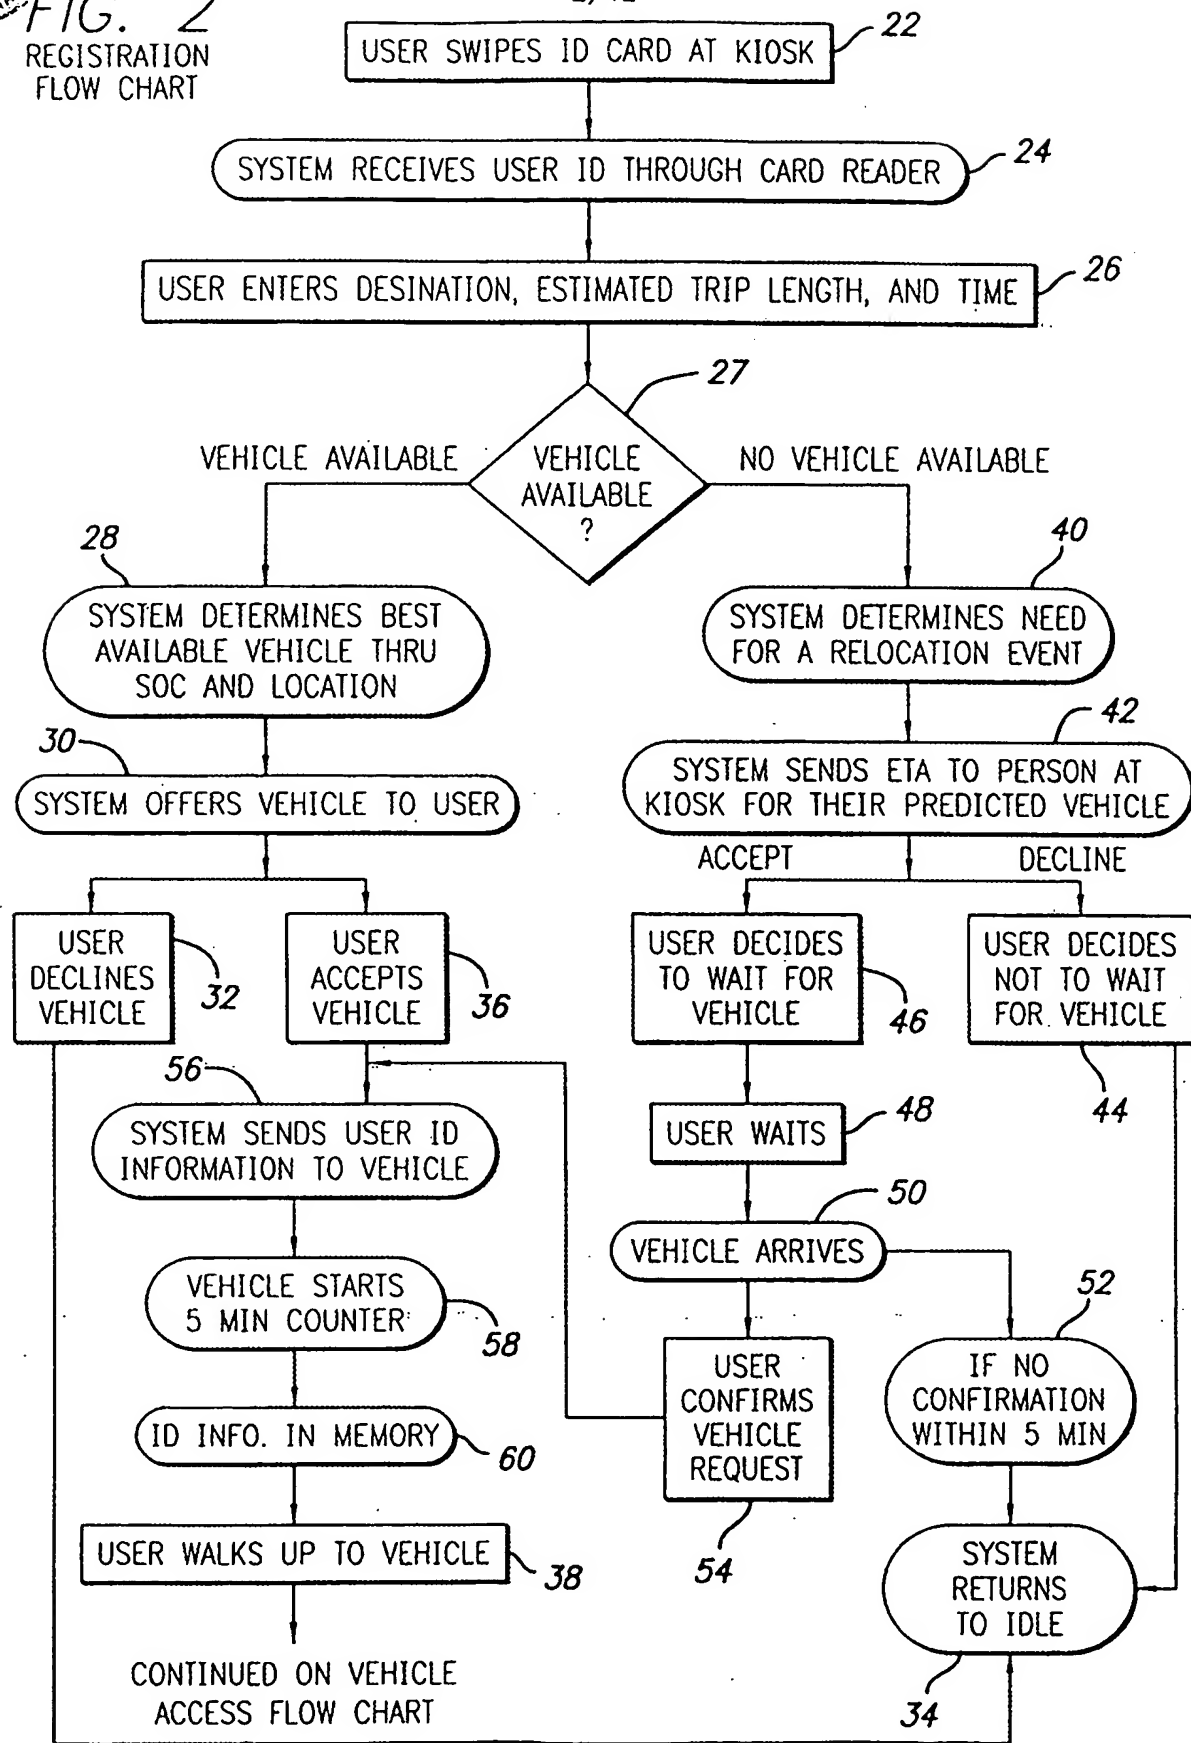 FIG. 2
REGISTRATION
FLOW CHART
USER SWIPES ID CARD AT KIOSK
22
SYSTEM RECEIVES USER ID THROUGH CARD READER
24
USER ENTERS DESINATION, ESTIMATED TRIP LENGTH, AND TIME
26
27
VEHICLE AVAILABLE
VEHICLE
AVAILABLE
?
NO VEHICLE AVAILABLE
28
SYSTEM DETERMINES BEST
AVAILABLE VEHICLE THRU
SOC AND LOCATION
40
SYSTEM DETERMINES NEED
FOR A RELOCATION EVENT
30
SYSTEM OFFERS VEHICLE TO USER
42
SYSTEM SENDS ETA TO PERSON AT
KIOSK FOR THEIR PREDICTED VEHICLE
ACCEPT
DECLINE
USER
DECLINES
VEHICLE
32
USER
ACCEPTS
VEHICLE
36
USER DECIDES
TO WAIT FOR
VEHICLE
46
USER DECIDES
NOT TO WAIT
FOR VEHICLE
44
56
SYSTEM SENDS USER ID
INFORMATION TO VEHICLE
USER WAITS
48
VEHICLE STARTS
5 MIN COUNTER
58
VEHICLE ARRIVES
50
52
IF NO
CONFIRMATION
WITHIN 5 MIN
USER
CONFIRMS
VEHICLE
REQUEST
54
ID INFO. IN MEMORY
60
USER WALKS UP TO VEHICLE
38
SYSTEM
RETURNS
TO IDLE
34
CONTINUED ON VEHICLE
ACCESS FLOW CHART